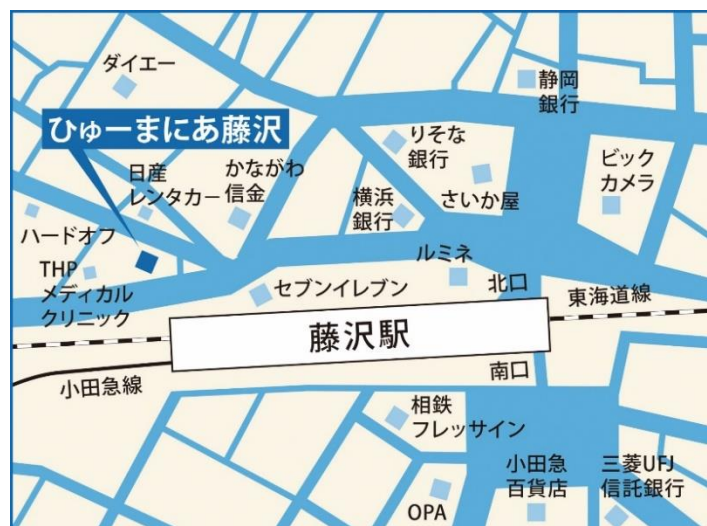 ダイエー
静岡
銀行
ひゅーまにあ藤沢
りそな
銀行
ビック
カメラ
日産
レンタカー
かながわ
信金
横浜
銀行
さいか屋
ハードオフ
THP
メディカル
クリニック
セブンイレブン
ルミネ
北口
東海道線
藤沢駅
小田急線
南口
相鉄
フレッサイン
小田急
百貨店
三菱UFJ
信託銀行
OPA